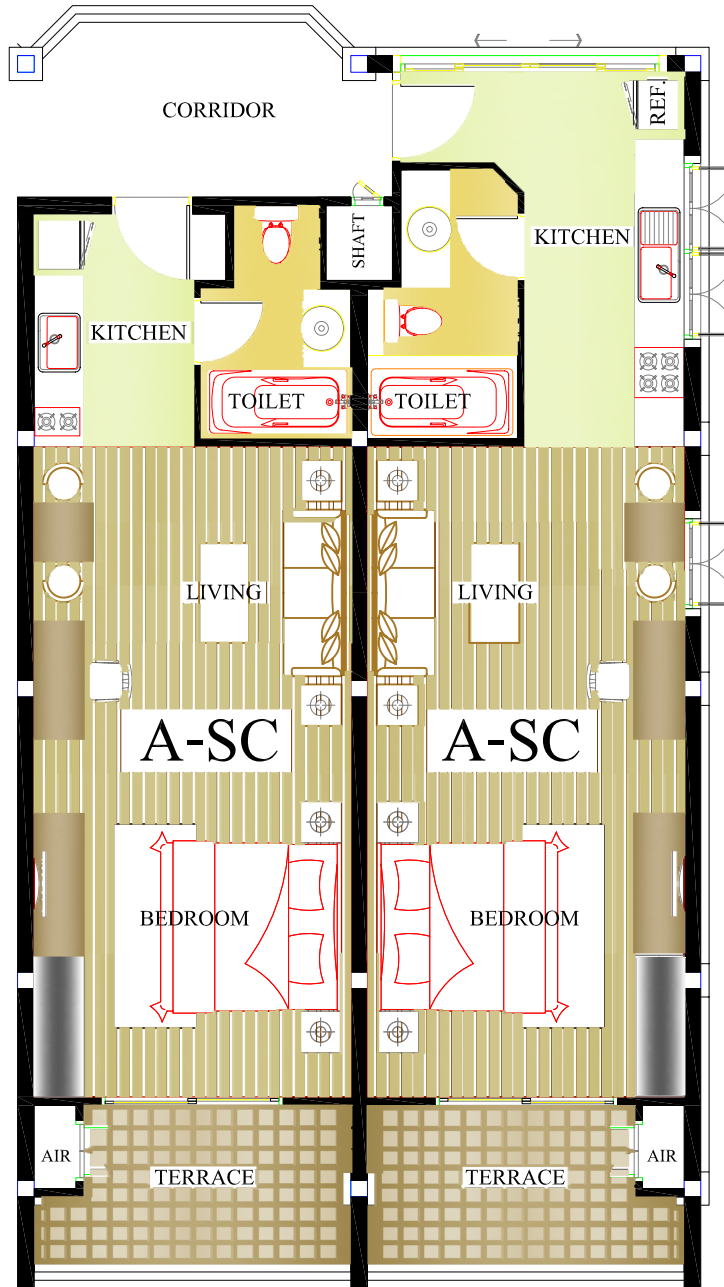 CORRIDOR
REF.
SHAFT
KITCHEN
KITCHEN
TOILET
TOILET
LIVING
LIVING
A-SC
A-SC
BEDROOM
BEDROOM
AIR
TERRACE
TERRACE
AIR